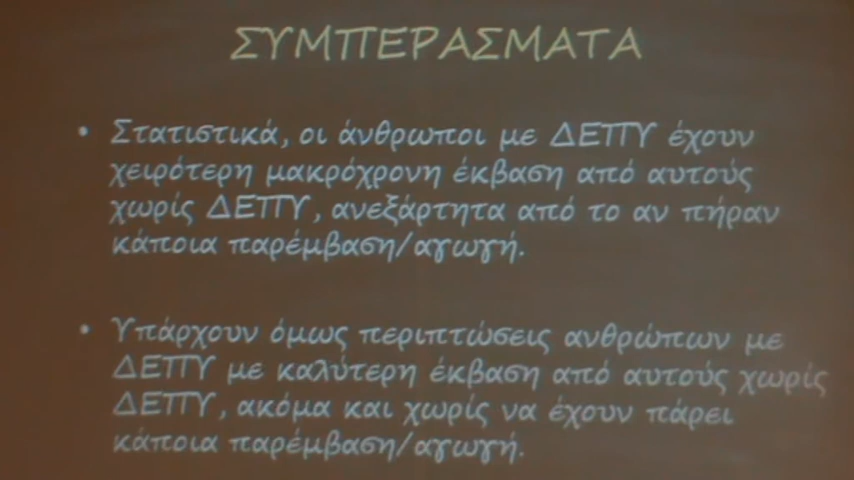 ΣΥΜΠΕΡΑΣΜΑΤΑ
• Στατιστικά, οι άνθρωποι με ΔΕΠΥ έχουν
χειρότερη μακρόχρονη έκβαση από αυτούς
χωρίς ΔΕΠΥ, ανεξάρτητα από το αν πήραν
κάποια παρέμβαση/αγωγή.
• Υπάρχουν όμως περιπτώσεις ανθρώπων με
ΔΕΠΥ με καλύτερη έκβαση από αυτούς χωρίς
ΔΕΠΥ, ακόμα και χωρίς να έχουν πάρει
κάποια παρέμβαση/αγωγή.